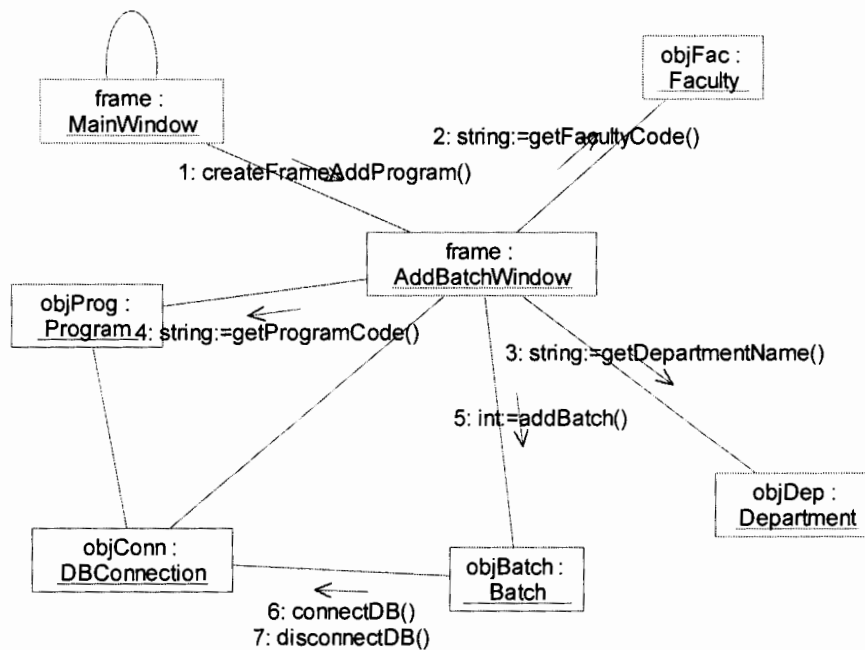 objFac :
Faculty
frame :
MainWindow
2: string:=getFacultyCode()
1: createFrameAddProgram()
frame :
AddBatchWindow
objProg :
Program
4: string:=getProgramCode()
3: string:=getDepartmentName()
5: int:=addBatch()
objDep :
Department
objConn :
DBConnection
objBatch :
Batch
6: connectDB()
7: disconnectDB()